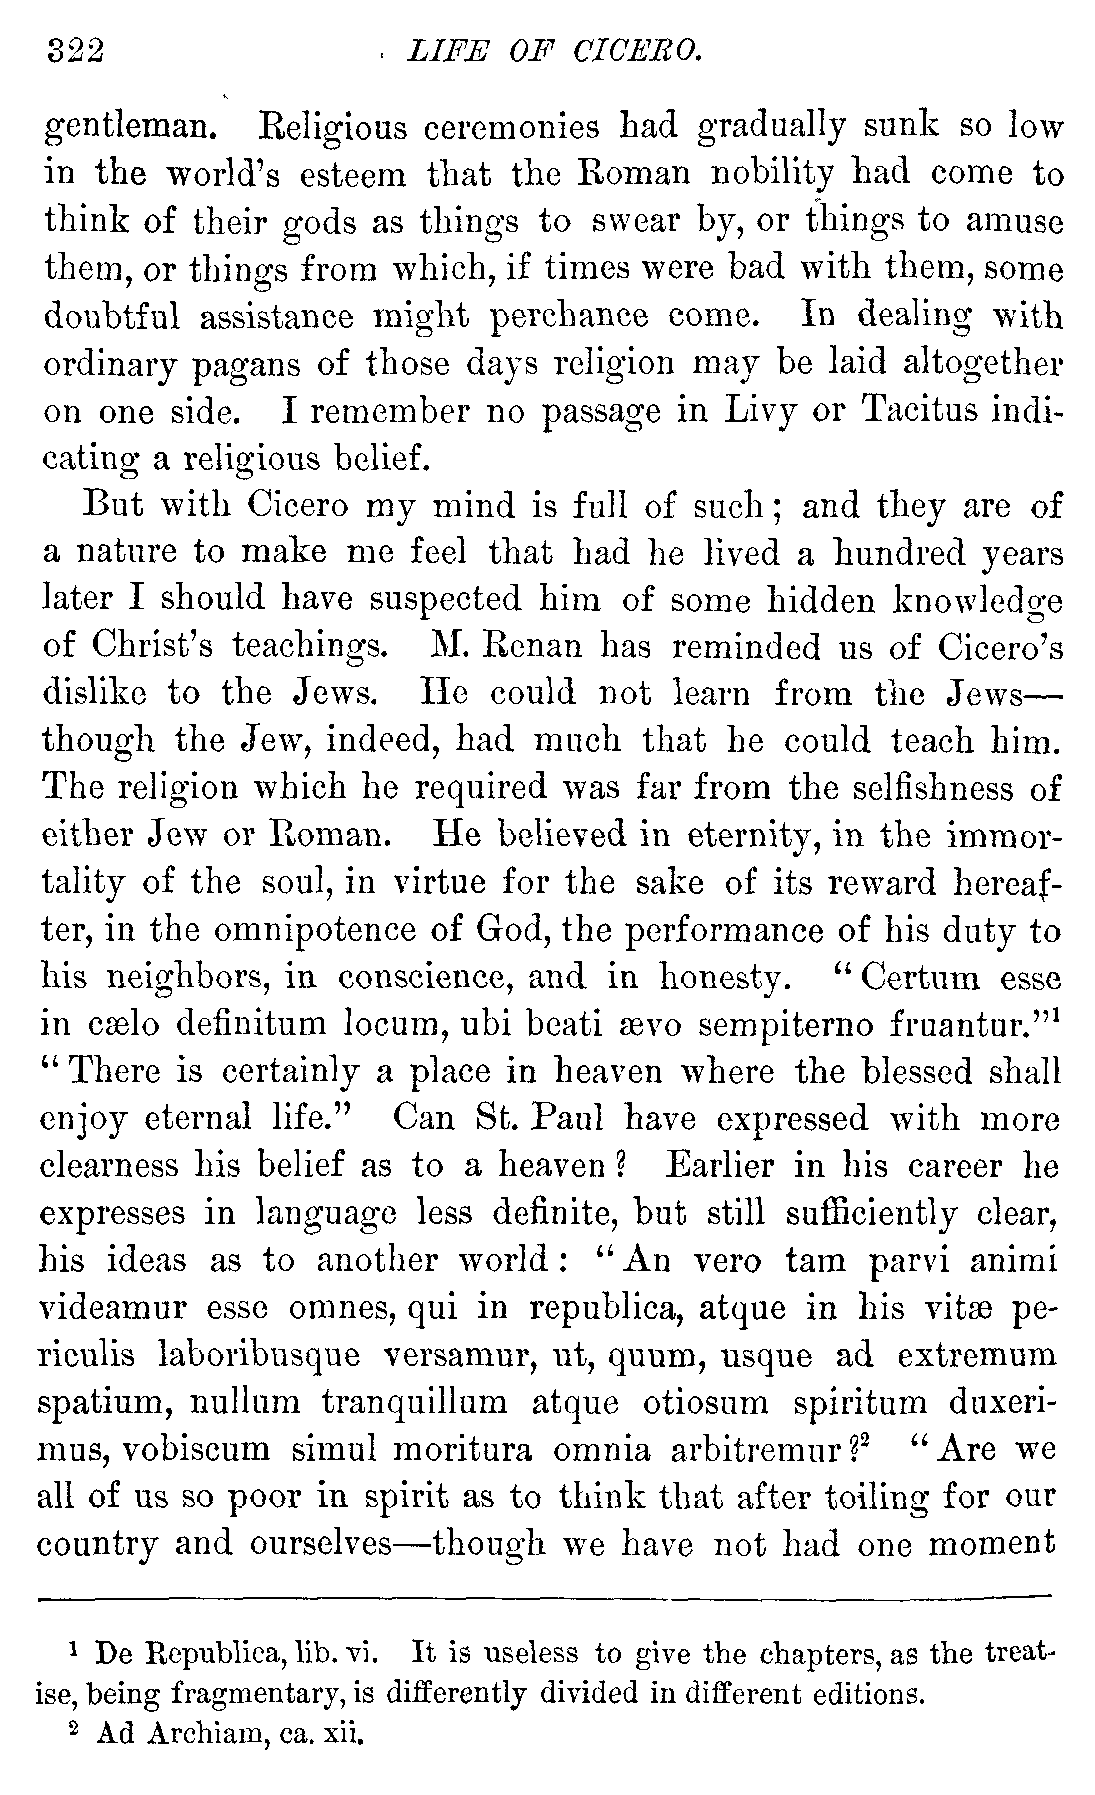 322 LIFE OF CICERO.
gentleman. Religious ceremonies had gradually sunk so low
in the world's esteem that the Roman nobility had come to
think of their gods as things to swear by, or things to amuse
them, or things from which, if times were bad with them, some
doubtful assistance might perchance come. In dealing with
ordinary pagans of those days religion may be laid altogether
on one side. I remember no passage in Livy or Tacitus indi-
cating a religious belief.
But with Cicero my mind is full of such; and they are of
a nature to make me feel that had he lived a hundred years
later I should have suspected him of some hidden knowledge
of Christ's teachings. M. Renan has reminded us of Cicero's
dislike to the Jews. He could not learn from the Jews—
though the Jew, indeed, had much that he could teach him.
The religion which he required was far from the selfishness of
either Jew or Roman. He believed in eternity, in the immor-
tality of the soul, in virtue for the sake of its reward hereaf-
ter, in the omnipotence of God, the performance of his duty to
his neighbors, in conscience, and in honesty. "Certum esse
in cælo definitum locum, ubi beati ævo sempiterno fruantur."¹
"There is certainly a place in heaven where the blessed shall
enjoy eternal life." Can St. Paul have expressed with more
clearness his belief as to a heaven? Earlier in his career he
expresses in language less definite, but still sufficiently clear,
his ideas as to another world: "An vero tam parvi animi
videamur esse omnes, qui in republica, atque in his vitæ pe-
riculis laboribusque versamur, ut, quum, usque ad extremum
spatium, nullum tranquillum atque otiosum spiritum duxeri-
mus, vobiscum simul moritura omnia arbitremur?² "Are we
all of us so poor in spirit as to think that after toiling for our
country and ourselves—though we have not had one moment
¹ De Republica, lib. vi. It is useless to give the chapters, as the treat-
ise, being fragmentary, is differently divided in different editions.
² Ad Archiam, ca. xii.